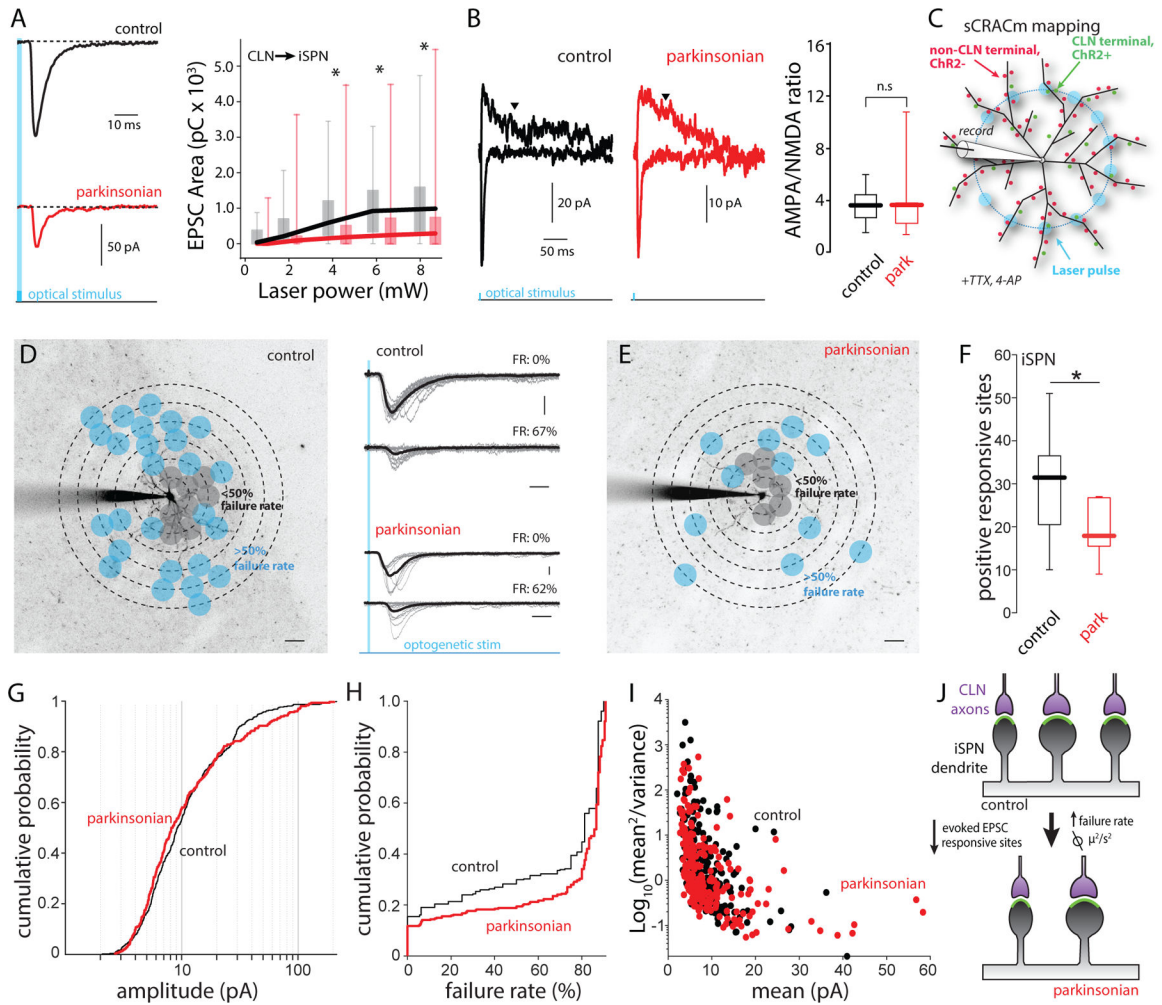 A
control
10 ms
parkinsonian
50 pA
optical stimulus
EPSC Area (pC x 10³)
CLN→iSPN
* * *
5.0
4.0
3.0
2.0
1.0
0
0 2 4 6 8
Laser power (mW)
B
control
parkinsonian
20 pA
50 ms
10 pA
optical stimulus
AMPA/NMDA ratio
16
12
8
4
0
n.s
control
park
C
sCRACm mapping
non-CLN terminal,
ChR2-
CLN terminal,
ChR2+
record
Laser pulse
+TTX, 4-AP
D
control
<50%
failure rate
>50%
failure rate
control
FR: 0%
FR: 67%
parkinsonian
FR: 0%
FR: 62%
optogenetic stim
E
parkinsonian
<50%
failure rate
>50%
failure rate
F
iSPN
*
positive responsive sites
60
50
40
30
20
10
0
control
park
G
cumulative probability
1
0.8
0.6
0.4
0.2
0
parkinsonian
control
10 100
amplitude (pA)
H
cumulative probability
1.0
0.8
0.6
0.4
0.2
0
control
parkinsonian
0 20 40 60 80
failure rate (%)
I
Log₁₀(mean²/variance)
4
3
2
1
0
-1
control
parkinsonian
0 10 20 30 40 50 60
mean (pA)
J
CLN
axons
iSPN
dendrite
control
↓ evoked EPSC
responsive sites
↑ failure rate
μ²/s²
parkinsonian